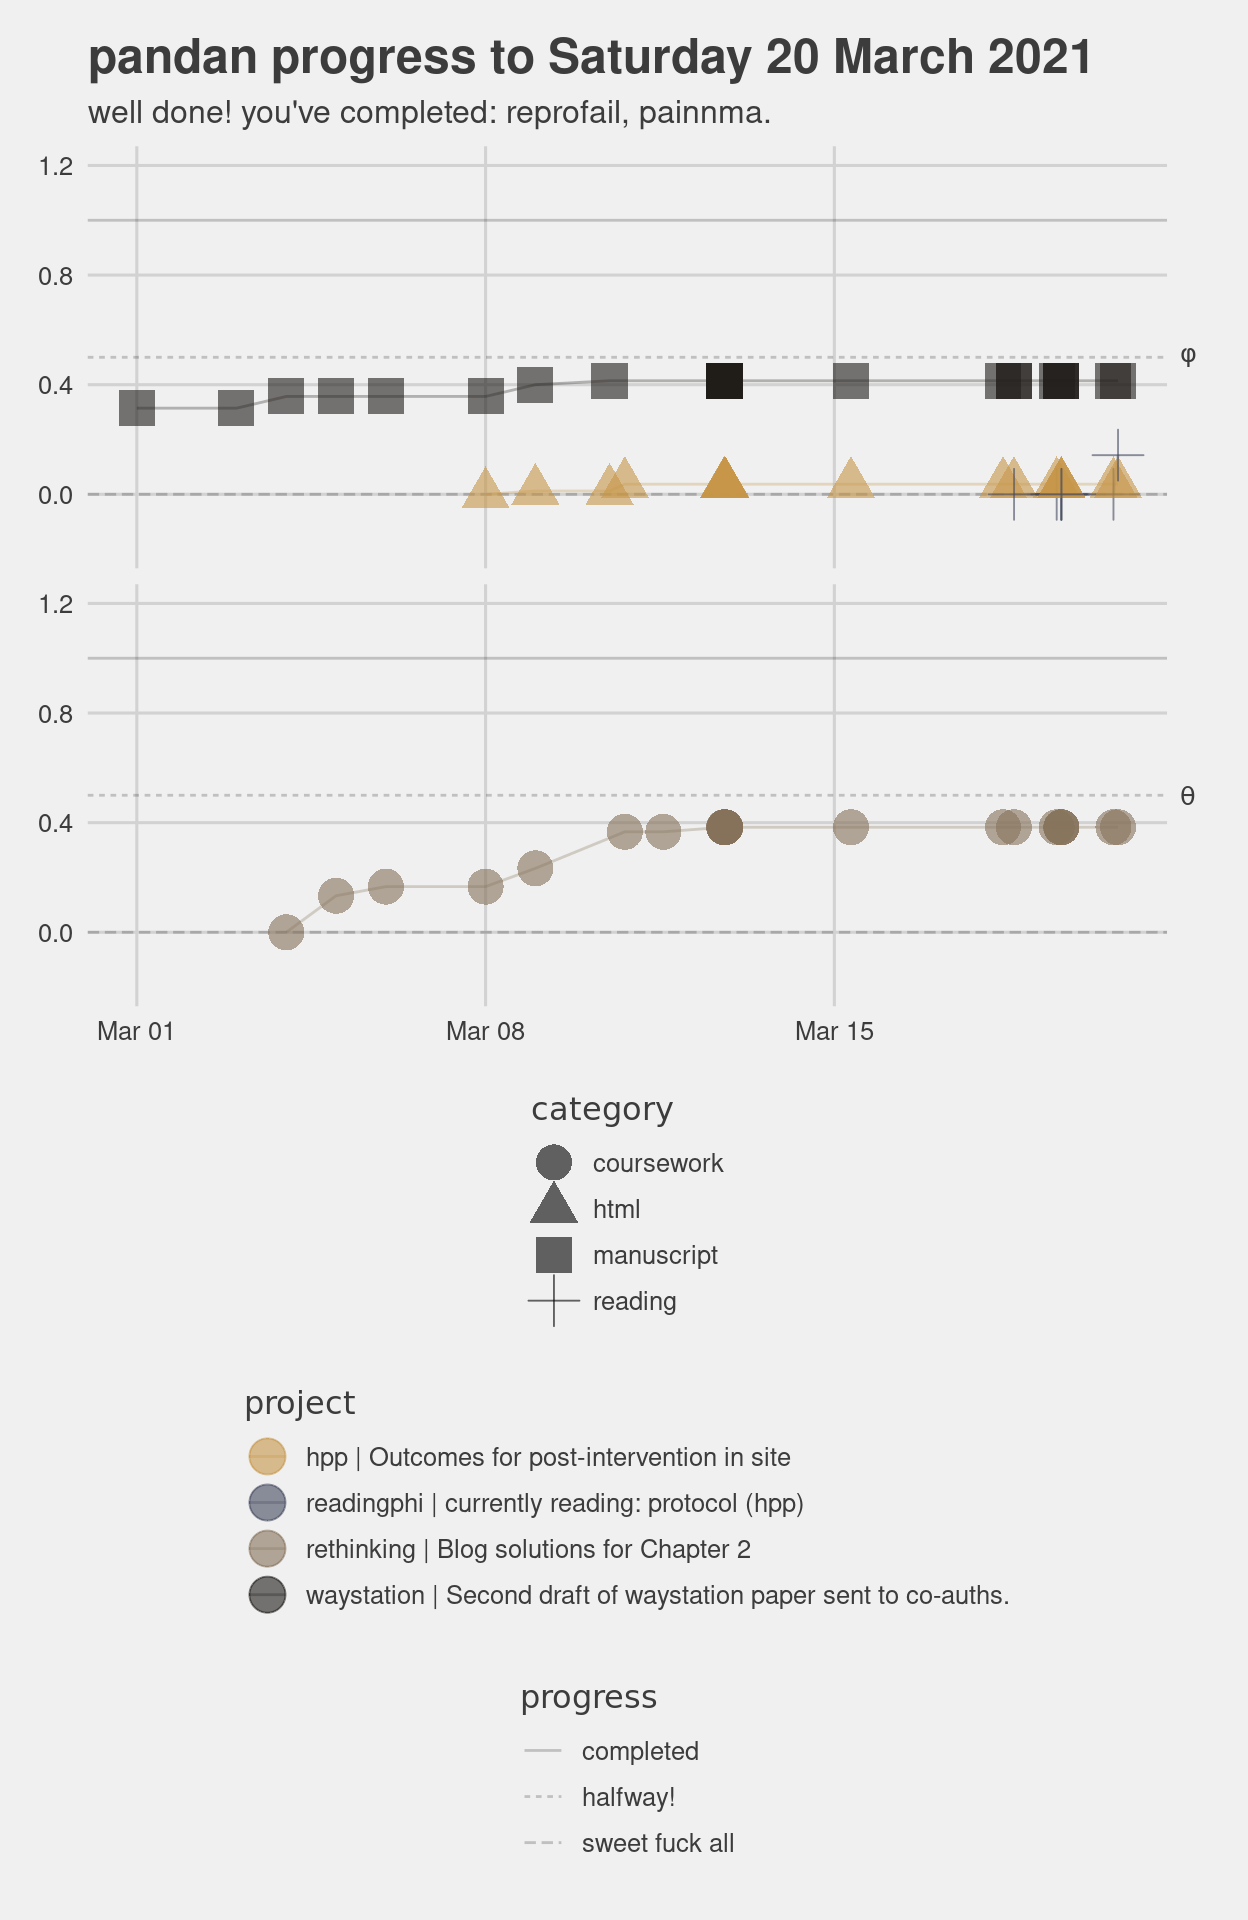 pandan progress to Saturday 20 March 2021
well done! you've completed: reprofail, painnma.
1.2
0.8
0.4
0.0
φ
1.2
0.8
0.4
0.0
θ
Mar 01
Mar 08
Mar 15
category
coursework
html
manuscript
reading
project
hpp | Outcomes for post-intervention in site
readingphi | currently reading: protocol (hpp)
rethinking | Blog solutions for Chapter 2
waystation | Second draft of waystation paper sent to co-auths.
progress
completed
halfway!
sweet fuck all